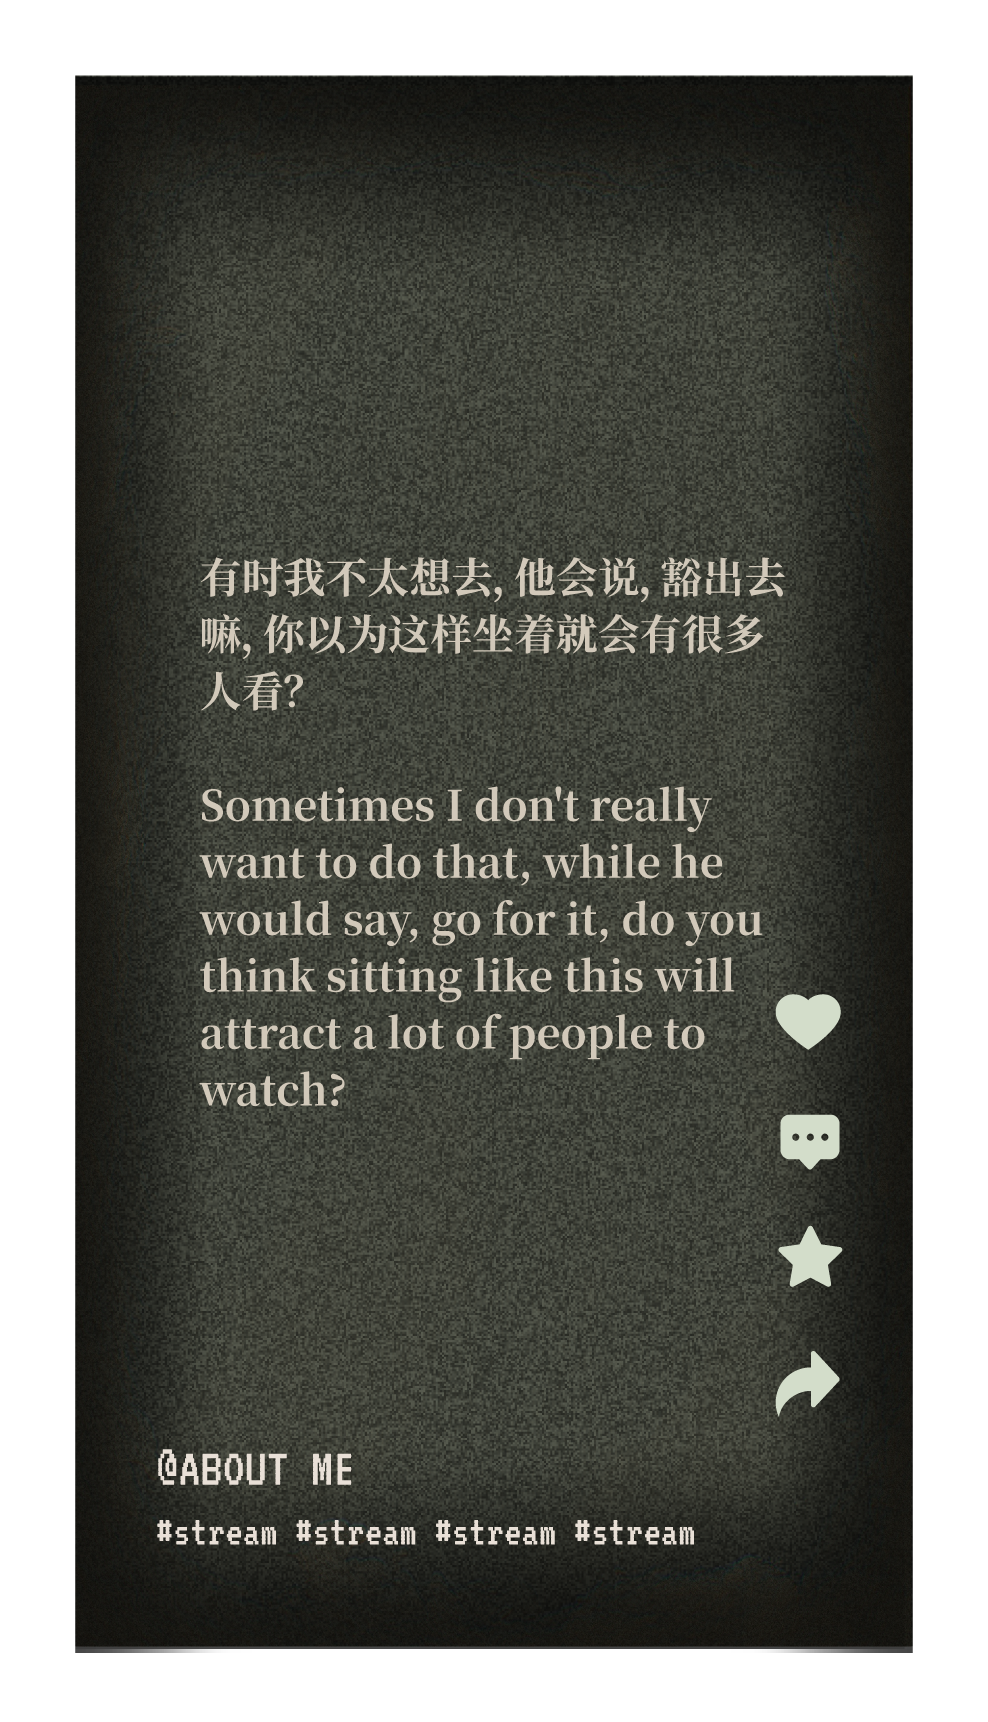 有时我不太想去, 他会说, 豁出去
嘛, 你以为这样坐着就会有很多
人看?
Sometimes I don't really
want to do that, while he
would say, go for it, do you
think sitting like this will
attract a lot of people to
watch?
@ABOUT ME
#stream #stream #stream #stream